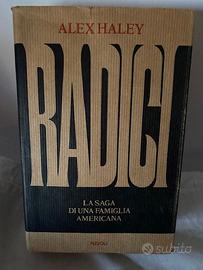 ALEX HALEY
RADICI
LA SAGA
DI UNA FAMIGLIA
AMERICANA
RIZZOLI
subito